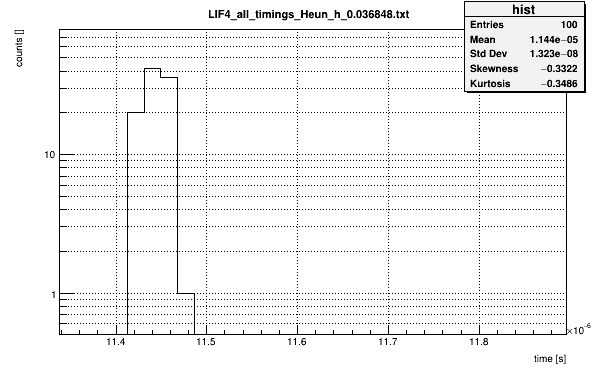 LIF4_all_timings_Heun_h_0.036848.txt
hist
Entries 100
Mean 1.144e−05
Std Dev 1.323e−08
Skewness −0.3322
Kurtosis −0.3486
counts []
10
1
11.4 11.5 11.6 11.7 11.8
×10⁻⁶
time [s]